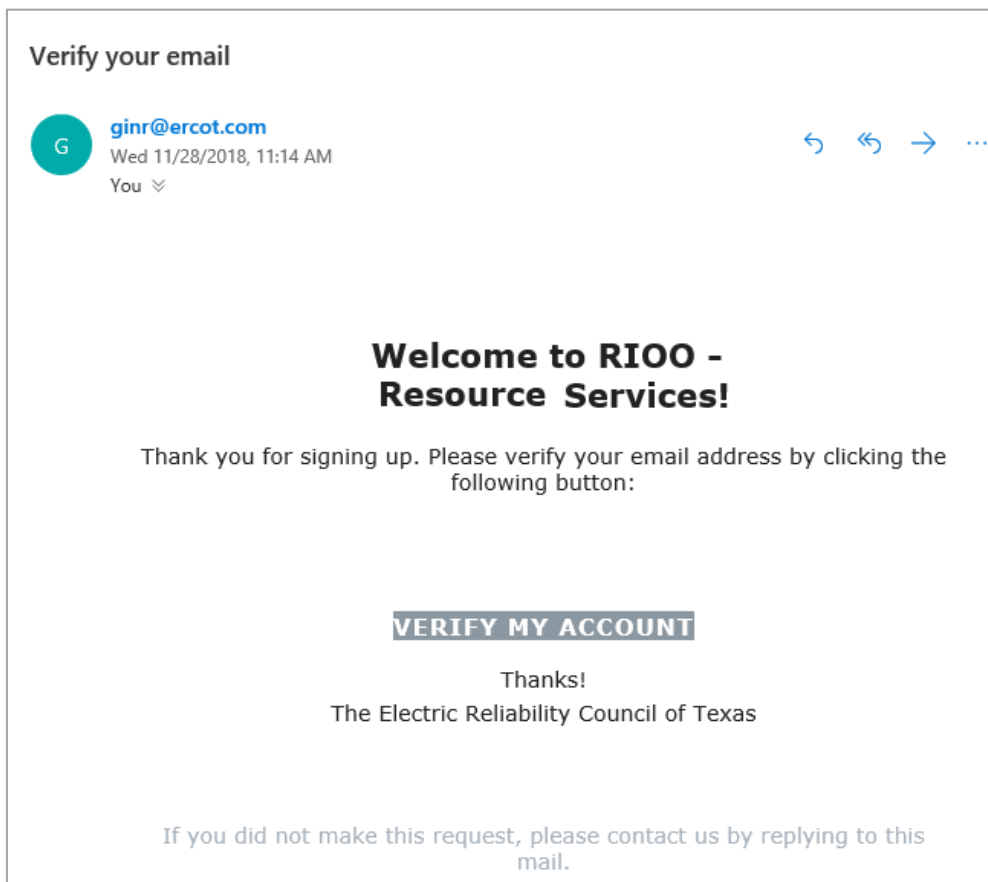 Verify your email
G
ginr@ercot.com
Wed 11/28/2018, 11:14 AM
You
Welcome to RIOO -
Resource Services!
Thank you for signing up. Please verify your email address by clicking the
following button:
VERIFY MY ACCOUNT
Thanks!
The Electric Reliability Council of Texas
If you did not make this request, please contact us by replying to this
mail.